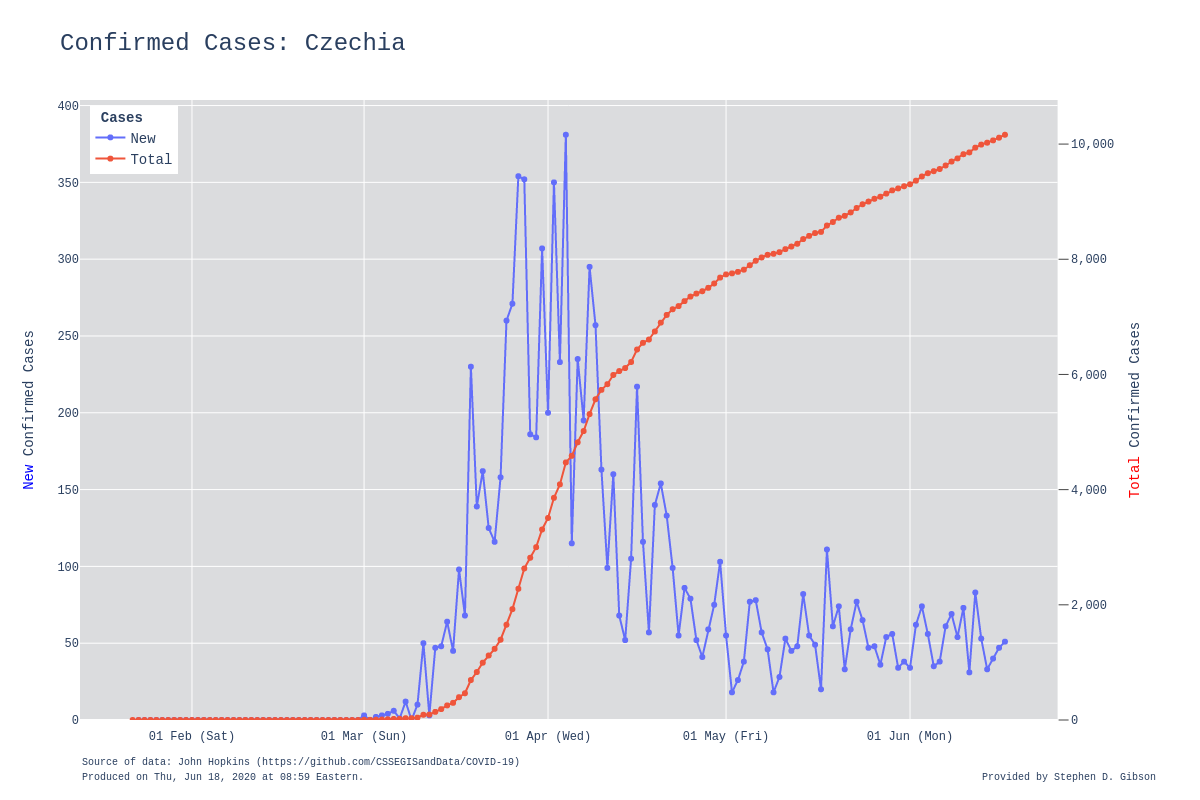 Confirmed Cases: Czechia
Cases
New
Total
400
350
300
250
200
150
100
50
0
10,000
8,000
6,000
4,000
2,000
0
New Confirmed Cases
Total Confirmed Cases
01 Feb (Sat)
01 Mar (Sun)
01 Apr (Wed)
01 May (Fri)
01 Jun (Mon)
Source of data: John Hopkins (https://github.com/CSSEGISandData/COVID-19)
Produced on Thu, Jun 18, 2020 at 08:59 Eastern.
Provided by Stephen D. Gibson